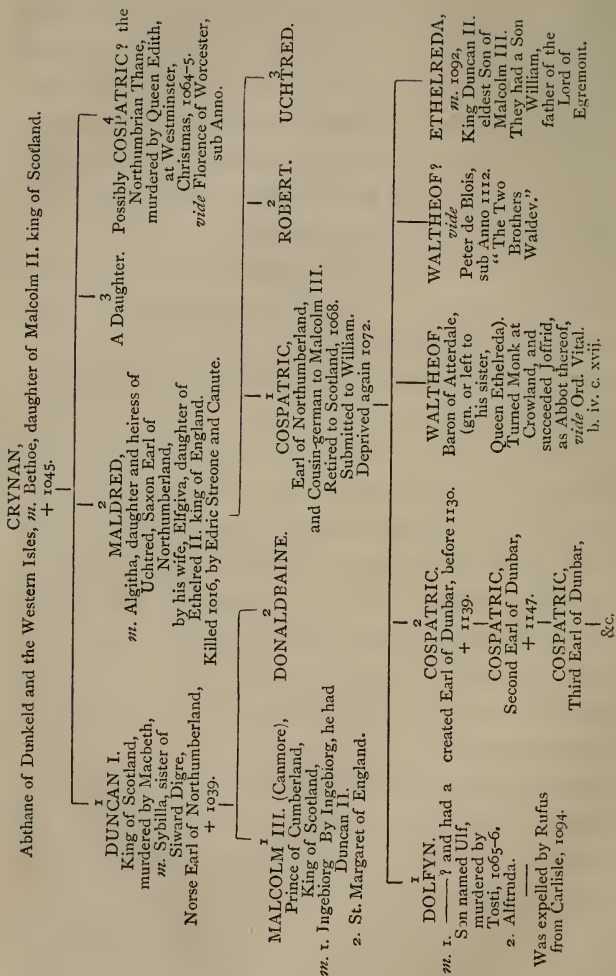 CRYNAN,
Abthane of Dunkeld and the Western Isles, m. Bethoe, daughter of Malcolm II. king of Scotland.
+ 1045.
1
DUNCAN I.
King of Scotland,
murdered by Macbeth,
m. Sybilla, sister of
Siward Digre,
Norse Earl of Northumberland,
+ 1039.
2
MALDRED,
m. Algitha, daughter and heiress of
Uchtred, Saxon Earl of
Northumberland,
by his wife, Elfgiva, daughter of
Ethelred II. king of England.
Killed 1016, by Edric Streone and Canute.
3
A Daughter.
4
Possibly COSPATRIC? the
Northumbrian Thane,
murdered by Queen Edith,
at Westminster,
Christmas, 1064-5.
vide Florence of Worcester,
sub Anno.
1
MALCOLM III. (Canmore),
Prince of Cumberland,
King of Scotland,
m. 1. Ingebiorg By Ingebiorg, he had
Duncan II.
2. St. Margaret of England.
2
DONALDBAINE.
1
COSPATRIC,
Earl of Northumberland,
and Cousin-german to Malcolm III.
Retired to Scotland, 1068.
Submitted to William.
Deprived again 1072.
2
ROBERT.
3
UCHTRED.
1
DOLFYN.
m. 1. —— ? and had a
Son named Ulf,
murdered by
Tosti, 1065-6.
2. Alftruda.
Was expelled by Rufus
from Carlisle, 1094.
2
COSPATRIC.
created Earl of Dunbar, before 1130.
+ 1139.
COSPATRIC,
Second Earl of Dunbar,
+ 1147.
COSPATRIC,
Third Earl of Dunbar,
&c.
WALTHEOF,
Baron of Atterdale,
(gn. or left to
his sister,
Queen Ethelreda).
Turned Monk at
Crowland, and
succeeded Joffrid,
as Abbot thereof,
vide Ord. Vital.
b. iv. c. xvij.
WALTHEOF?
vide
Peter de Blois,
sub Anno 1112.
"The Two
Brothers
Waldev."
ETHELREDA,
m. 1092,
King Duncan II.
eldest Son of
Malcolm III.
They had a Son
William,
father of the
Lord of
Egremont.